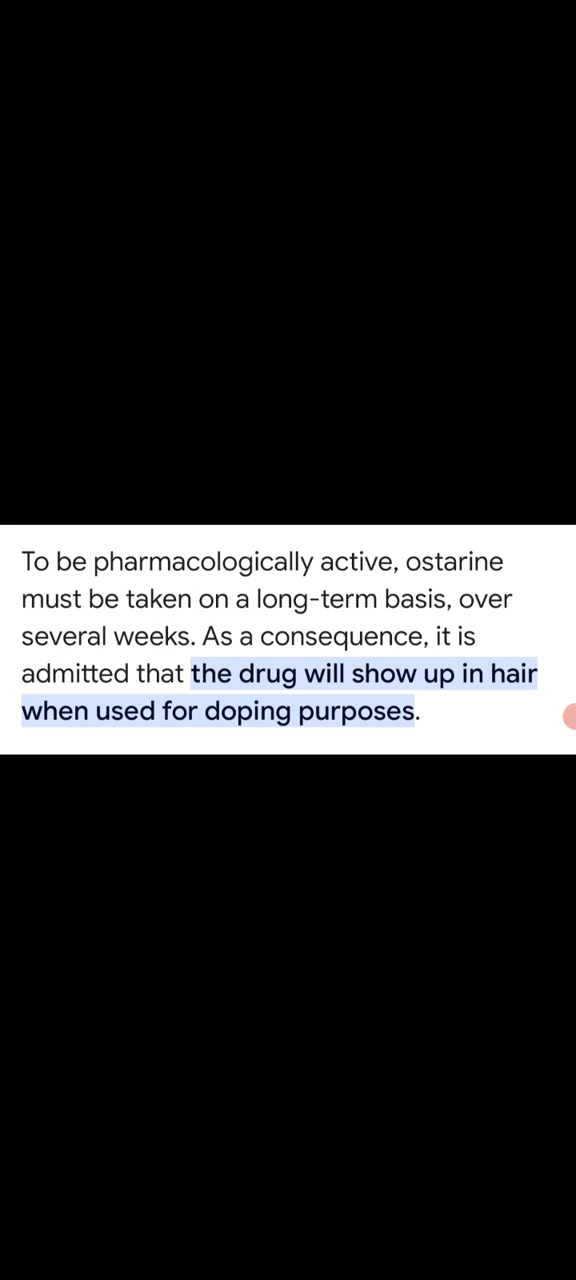 To be pharmacologically active, ostarine
must be taken on a long-term basis, over
several weeks. As a consequence, it is
admitted that the drug will show up in hair
when used for doping purposes.